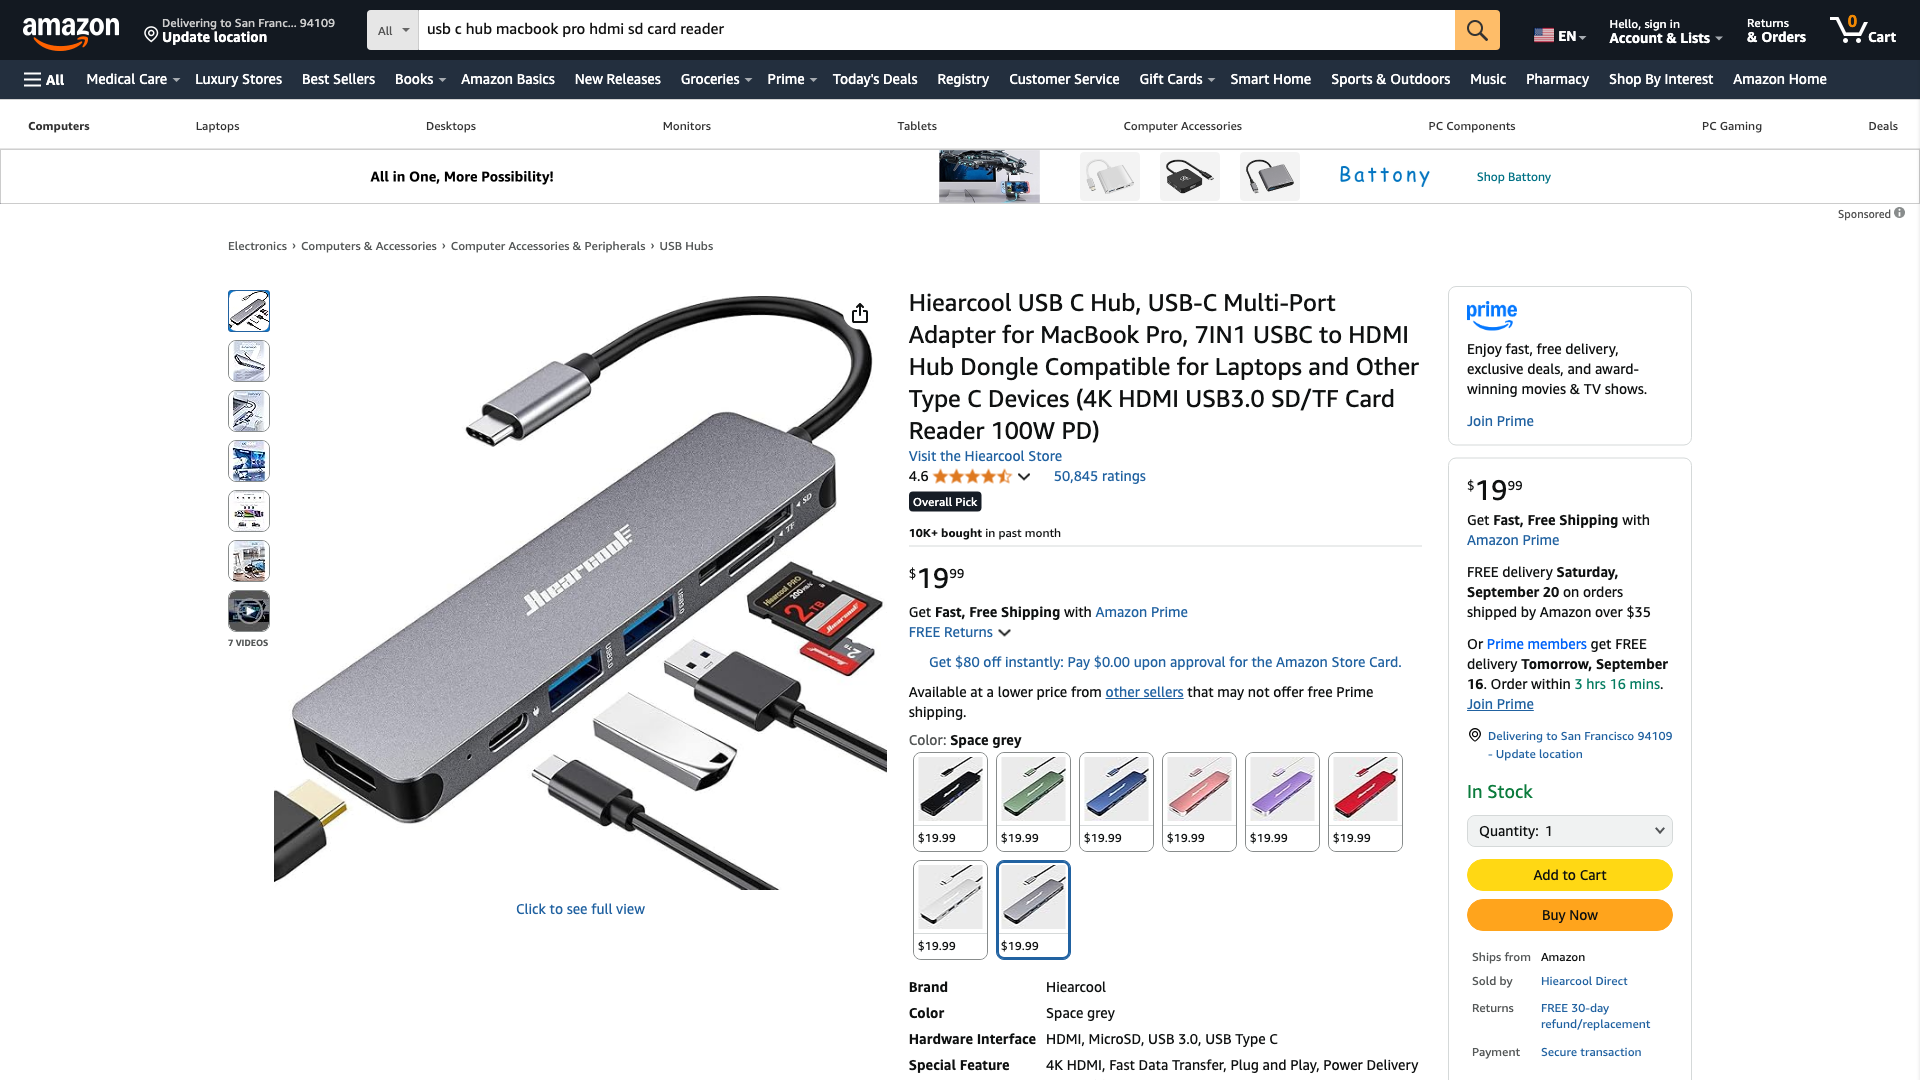 amazon
Delivering to San Franc... 94109
Update location
All
usb c hub macbook pro hdmi sd card reader
EN
Hello, sign in
Account & Lists
Returns
& Orders
0
Cart
All
Medical Care
Luxury Stores
Best Sellers
Books
Amazon Basics
New Releases
Groceries
Prime
Today's Deals
Registry
Customer Service
Gift Cards
Smart Home
Sports & Outdoors
Music
Pharmacy
Shop By Interest
Amazon Home
Computers
Laptops
Desktops
Monitors
Tablets
Computer Accessories
PC Components
PC Gaming
Deals
All in One, More Possibility!
Battony
Shop Battony
Sponsored
Electronics › Computers & Accessories › Computer Accessories & Peripherals › USB Hubs
7 VIDEOS
Hiearcool
SD
TF
USB3.0
USB3.0
Hiearcool PRO
200MB/s
2TB
Hiearcool
2TB
Click to see full view
Hiearcool USB C Hub, USB-C Multi-Port
Adapter for MacBook Pro, 7IN1 USBC to HDMI
Hub Dongle Compatible for Laptops and Other
Type C Devices (4K HDMI USB3.0 SD/TF Card
Reader 100W PD)
Visit the Hiearcool Store
4.6
50,845 ratings
Overall Pick
10K+ bought in past month
$19.99
Get Fast, Free Shipping with Amazon Prime
FREE Returns
Get $80 off instantly: Pay $0.00 upon approval for the Amazon Store Card.
Available at a lower price from other sellers that may not offer free Prime
shipping.
Color: Space grey
$19.99
$19.99
$19.99
$19.99
$19.99
$19.99
$19.99
$19.99
Brand Hiearcool
Color Space grey
Hardware Interface HDMI, MicroSD, USB 3.0, USB Type C
Special Feature 4K HDMI, Fast Data Transfer, Plug and Play, Power Delivery
prime
Enjoy fast, free delivery,
exclusive deals, and award-
winning movies & TV shows.
Join Prime
$19.99
Get Fast, Free Shipping with
Amazon Prime
FREE delivery Saturday,
September 20 on orders
shipped by Amazon over $35
Or Prime members get FREE
delivery Tomorrow, September
16. Order within 3 hrs 16 mins.
Join Prime
Delivering to San Francisco 94109
- Update location
In Stock
Quantity: 1
Add to Cart
Buy Now
Ships from Amazon
Sold by Hiearcool Direct
Returns FREE 30-day
refund/replacement
Payment Secure transaction